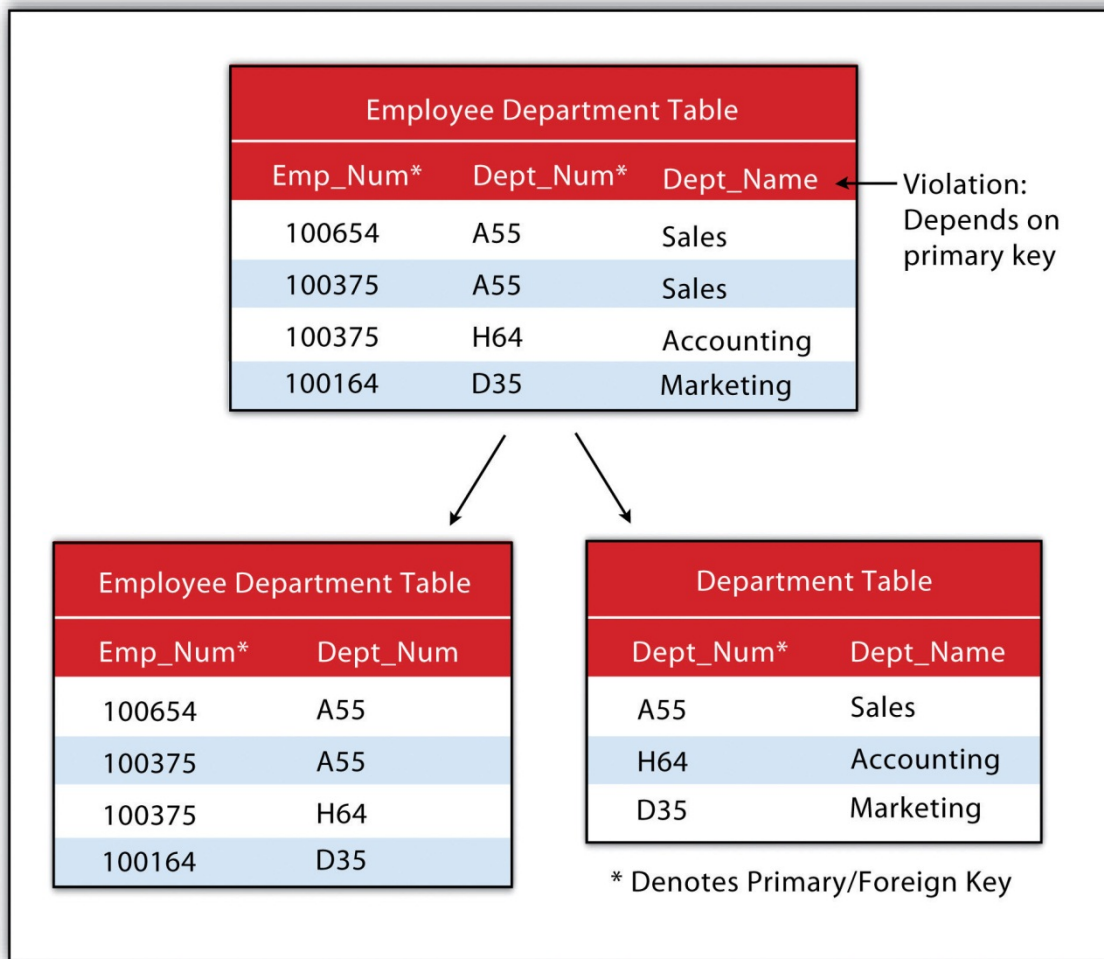 Employee Department Table
Emp_Num* Dept_Num* Dept_Name
Violation:
Depends on
primary key
100654 A55 Sales
100375 A55 Sales
100375 H64 Accounting
100164 D35 Marketing
Employee Department Table
Emp_Num* Dept_Num
100654 A55
100375 A55
100375 H64
100164 D35
Department Table
Dept_Num* Dept_Name
A55 Sales
H64 Accounting
D35 Marketing
* Denotes Primary/Foreign Key